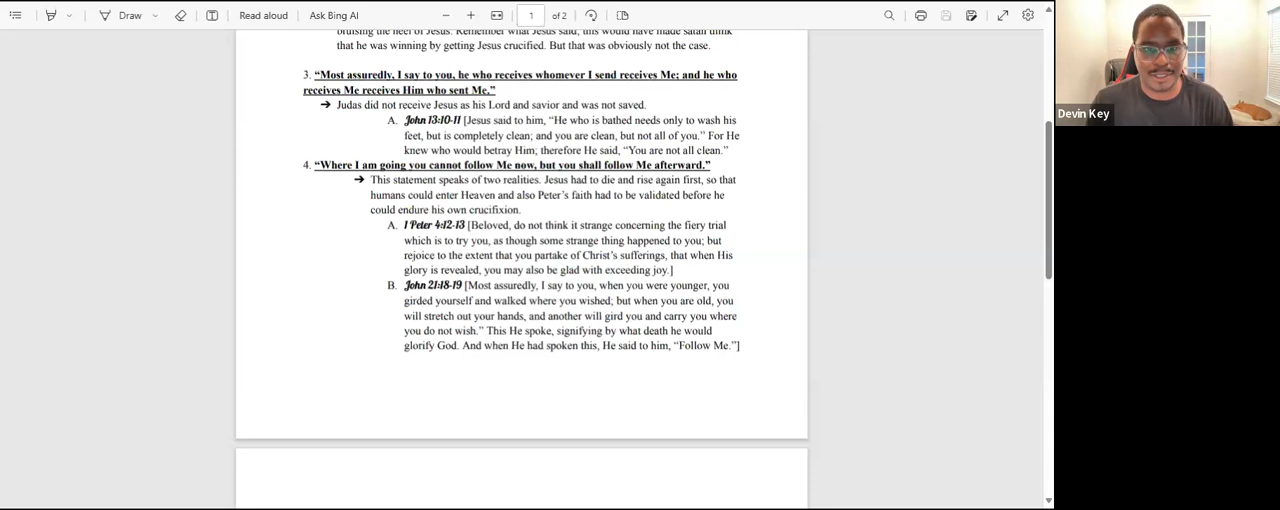 Draw
Read aloud
Ask Bing AI
1
of 2
bruising the heel of Jesus. Remember what Jesus said, this would have made satan think
that he was winning by getting Jesus crucified. But that was obviously not the case.
3. “Most assuredly, I say to you, he who receives whomever I send receives Me; and he who
receives Me receives Him who sent Me.”
➔ Judas did not receive Jesus as his Lord and savior and was not saved.
A. John 13:10-11 [Jesus said to him, “He who is bathed needs only to wash his
feet, but is completely clean; and you are clean, but not all of you.” For He
knew who would betray Him; therefore He said, “You are not all clean.”
4. “Where I am going you cannot follow Me now, but you shall follow Me afterward.”
➔ This statement speaks of two realities. Jesus had to die and rise again first, so that
humans could enter Heaven and also Peter’s faith had to be validated before he
could endure his own crucifixion.
A. 1 Peter 4:12-13 [Beloved, do not think it strange concerning the fiery trial
which is to try you, as though some strange thing happened to you; but
rejoice to the extent that you partake of Christ’s sufferings, that when His
glory is revealed, you may also be glad with exceeding joy.]
B. John 21:18-19 [Most assuredly, I say to you, when you were younger, you
girded yourself and walked where you wished; but when you are old, you
will stretch out your hands, and another will gird you and carry you where
you do not wish.” This He spoke, signifying by what death he would
glorify God. And when He had spoken this, He said to him, “Follow Me.”]
Devin Key